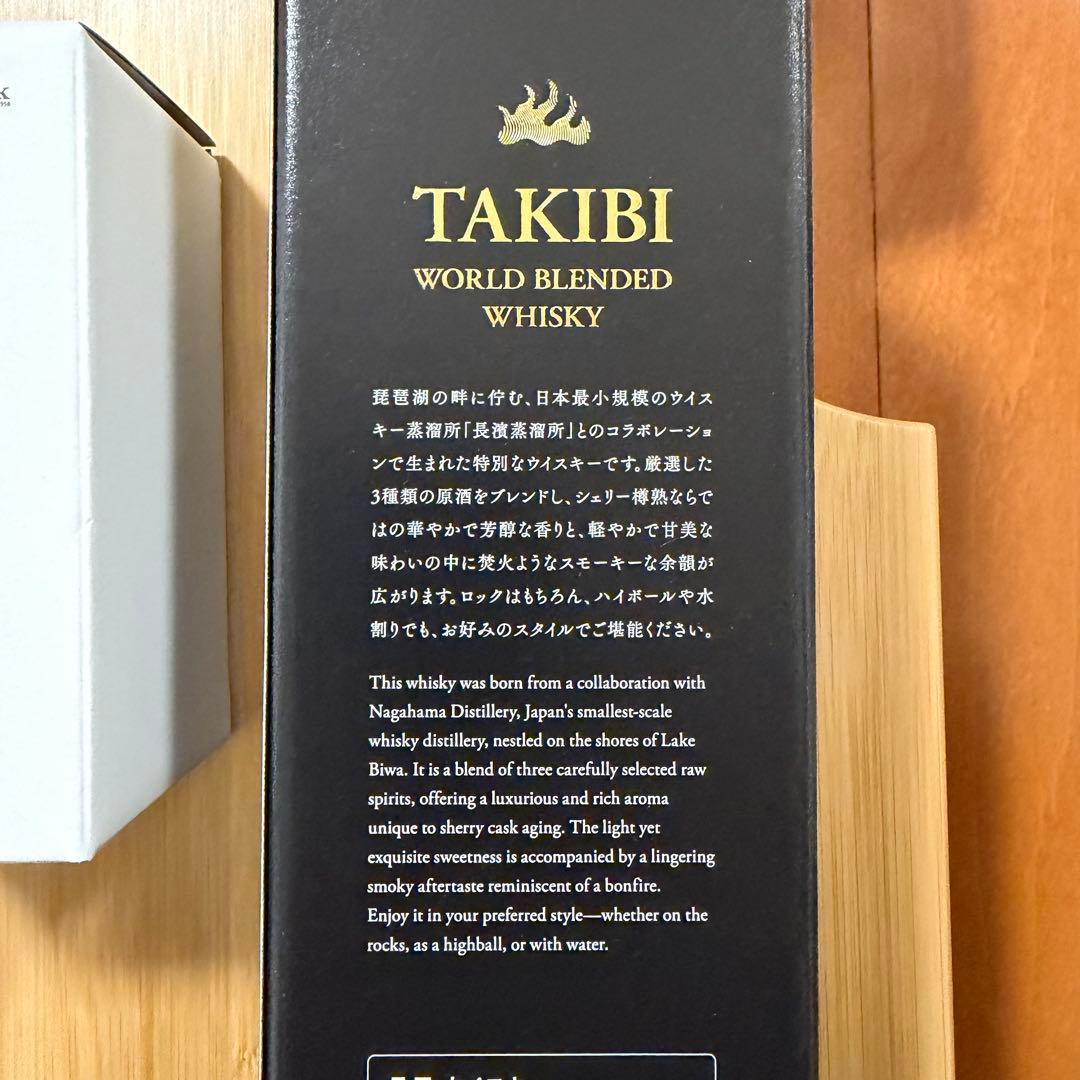 TAKIBI
WORLD BLENDED
WHISKY
琵琶湖の畔に佇む、日本最小規模のウイス
キー蒸溜所「長濱蒸溜所」とのコラボレーショ
ンで生まれた特別なウイスキーです。厳選した
3種類の原酒をブレンドし、シェリー樽熟ならで
はの華やかで芳醇な香りと、軽やかで甘美な
味わいの中に焚火ようなスモーキーな余韻が
広がります。ロックはもちろん、ハイボールや水
割りでも、お好みのスタイルでご堪能ください。
This whisky was born from a collaboration with
Nagahama Distillery, Japan's smallest-scale
whisky distillery, nestled on the shores of Lake
Biwa. It is a blend of three carefully selected raw
spirits, offering a luxurious and rich aroma
unique to sherry cask aging. The light yet
exquisite sweetness is accompanied by a lingering
smoky aftertaste reminiscent of a bonfire.
Enjoy it in your preferred style—whether on the
rocks, as a highball, or with water.